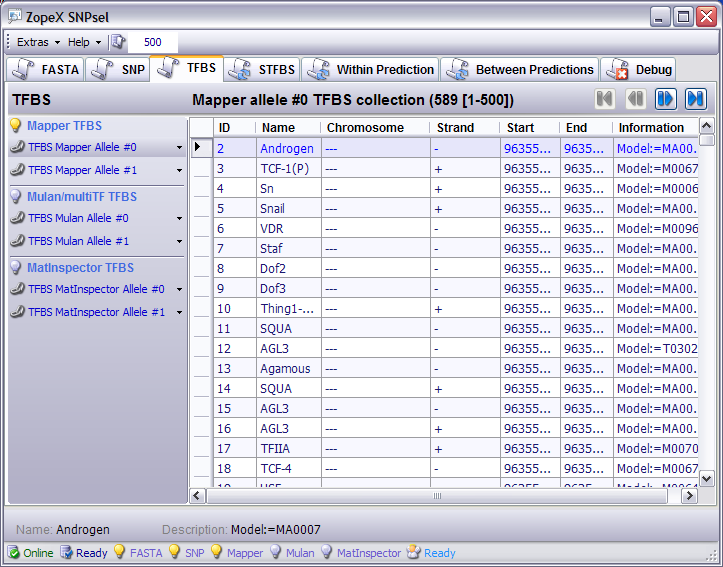 ZopeX SNPsel
Extras Help 500
FASTA SNP TFBS STFBS Within Prediction Between Predictions Debug
TFBS Mapper allele #0 TFBS collection (589 [1-500])
Mapper TFBS
TFBS Mapper Allele #0
TFBS Mapper Allele #1
Mulan/multiTF TFBS
TFBS Mulan Allele #0
TFBS Mulan Allele #1
MatInspector TFBS
TFBS MatInspector Allele #0
TFBS MatInspector Allele #1
ID Name Chromosome Strand Start End Information
2 Androgen --- - 96355... 9635... Model:=MA00.
3 TCF-1(P) --- + 96355... 9635... Model:=M0067
4 Sn --- + 96355... 9635... Model:=M0006
5 Snail --- + 96355... 9635... Model:=MA00.
6 VDR --- - 96355... 9635... Model:=M0096
7 Staf --- - 96355... 9635... Model:=MA00.
8 Dof2 --- - 96355... 9635... Model:=MA00.
9 Dof3 --- - 96355... 9635... Model:=MA00.
10 Thing1-... --- + 96355... 9635... Model:=MA00.
11 SQUA --- - 96355... 9635... Model:=MA00.
12 AGL3 --- - 96355... 9635... Model:=T0302
13 Agamous --- - 96355... 9635... Model:=MA00.
14 SQUA --- + 96355... 9635... Model:=MA00.
15 AGL3 --- - 96355... 9635... Model:=MA00.
16 AGL3 --- + 96355... 9635... Model:=MA00.
17 TFIIA --- + 96355... 9635... Model:=M0070
18 TCF-4 --- - 96355... 9635... Model:=M0067
Name: Androgen Description: Model:=MA0007
Online Ready FASTA SNP Mapper Mulan MatInspector Ready